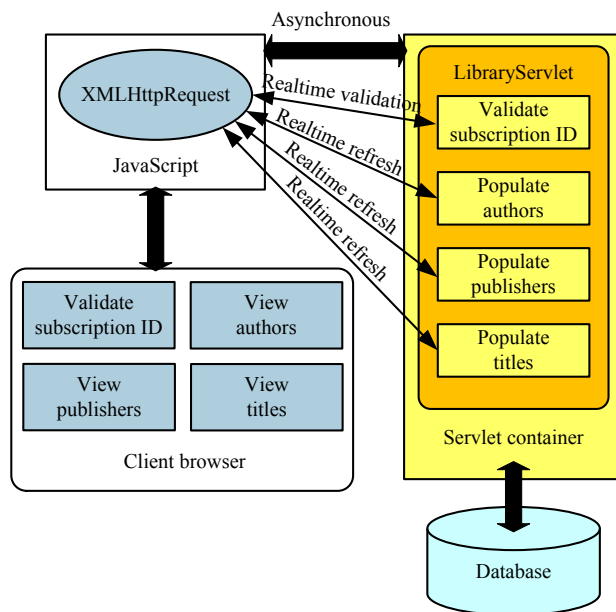 Asynchronous
XMLHttpRequest
JavaScript
Realtime validation
Realtime refresh
Realtime refresh
Realtime refresh
LibraryServlet
Validate
subscription ID
Populate
authors
Populate
publishers
Populate
titles
Servlet container
Validate
subscription ID
View
authors
View
publishers
View
titles
Client browser
Database